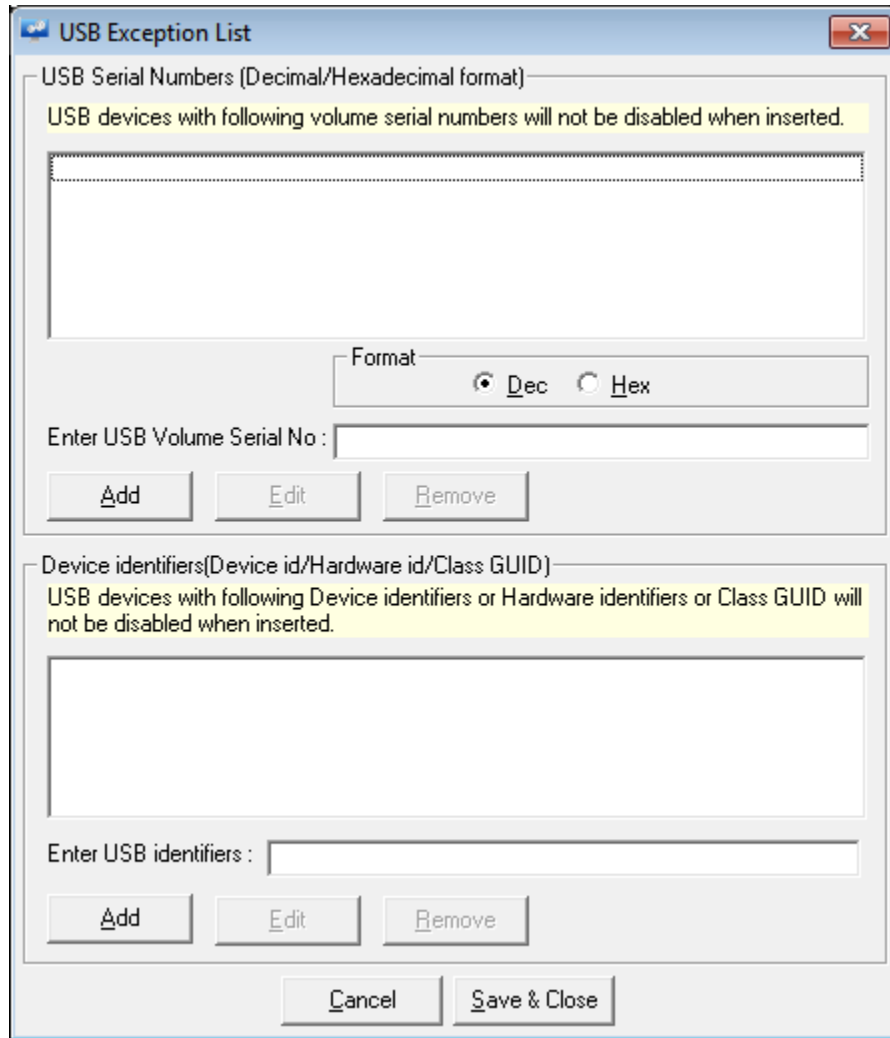 USB Exception List
USB Serial Numbers (Decimal/Hexadecimal format)
USB devices with following volume serial numbers will not be disabled when inserted.
Format
Dec Hex
Enter USB Volume Serial No :
Add Edit Remove
Device identifiers(Device id/Hardware id/Class GUID)
USB devices with following Device identifiers or Hardware identifiers or Class GUID will
not be disabled when inserted.
Enter USB identifiers :
Add Edit Remove
Cancel Save & Close